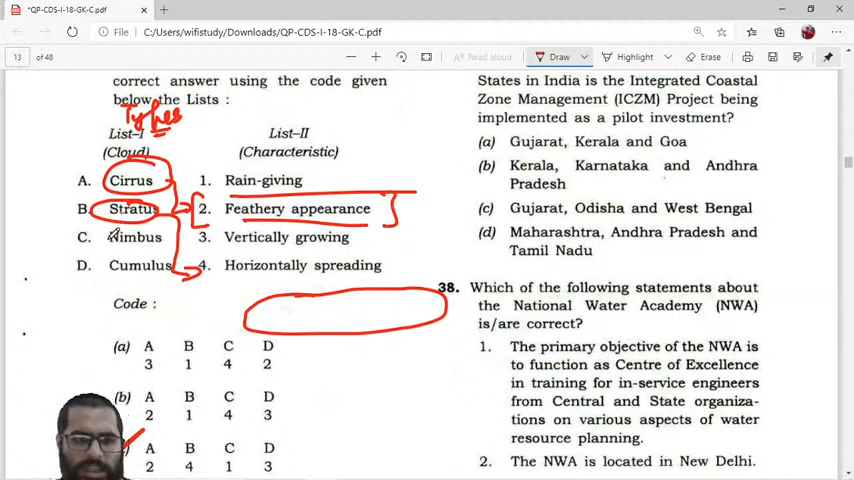 *QP-CDS-I-18-GK-C.pdf
File
C:/Users/wifistudy/Downloads/QP-CDS-I-18-GK-C.pdf
13 of 48
Read aloud
Draw
Highlight
Erase
correct answer using the code given
below the Lists :
Types
List–I
List–II
(Cloud)
(Characteristic)
A. Cirrus
1. Rain-giving
B. Stratus
2. Feathery appearance
C. Nimbus
3. Vertically growing
D. Cumulus
4. Horizontally spreading
Code :
(a) A B C D
3 1 4 2
(b) A B C D
2 1 4 3
) A B C D
2 4 1 3
States in India is the Integrated Coastal
Zone Management (ICZM) Project being
implemented as a pilot investment?
(a) Gujarat, Kerala and Goa
(b) Kerala, Karnataka and Andhra
Pradesh
(c) Gujarat, Odisha and West Bengal
(d) Maharashtra, Andhra Pradesh and
Tamil Nadu
38. Which of the following statements about
the National Water Academy (NWA)
is/are correct?
1. The primary objective of the NWA is
to function as Centre of Excellence
in training for in-service engineers
from Central and State organiza-
tions on various aspects of water
resource planning.
2. The NWA is located in New Delhi.